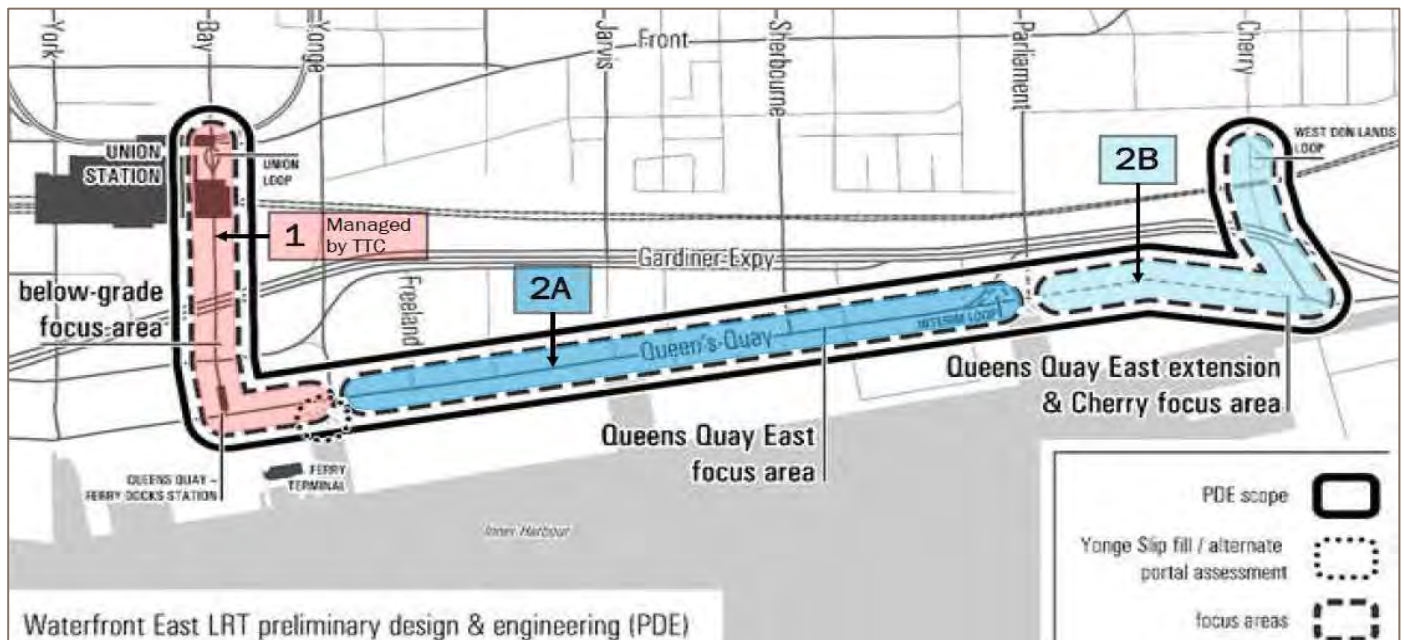 York
Bay
Yonge
Jarvis
Front
Sherbourne
Parliament
Cherry
UNION
STATION
UNION
LOOP
WEST DON LANDS
LOOP
2B
1 Managed
by TTC
Gardiner Expy
below-grade
focus area
Freeland
2A
INTERIM LOOP
Queen's Quay
Queens Quay East extension
& Cherry focus area
Queens Quay East
focus area
QUEENS QUAY –
FERRY DOCKS STATION
FERRY
TERMINAL
Inner Harbour
PDE scope
Yonge Slip fill / alternate
portal assessment
focus areas
Waterfront East LRT preliminary design & engineering (PDE)